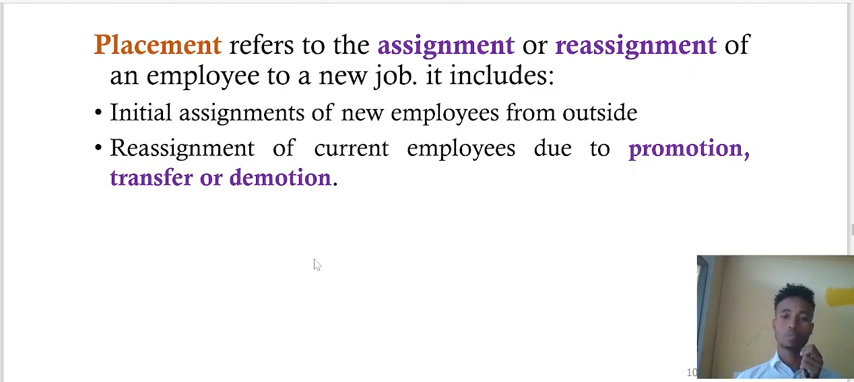 Placement refers to the assignment or reassignment of
an employee to a new job. it includes:
• Initial assignments of new employees from outside
• Reassignment of current employees due to promotion,
transfer or demotion.
10